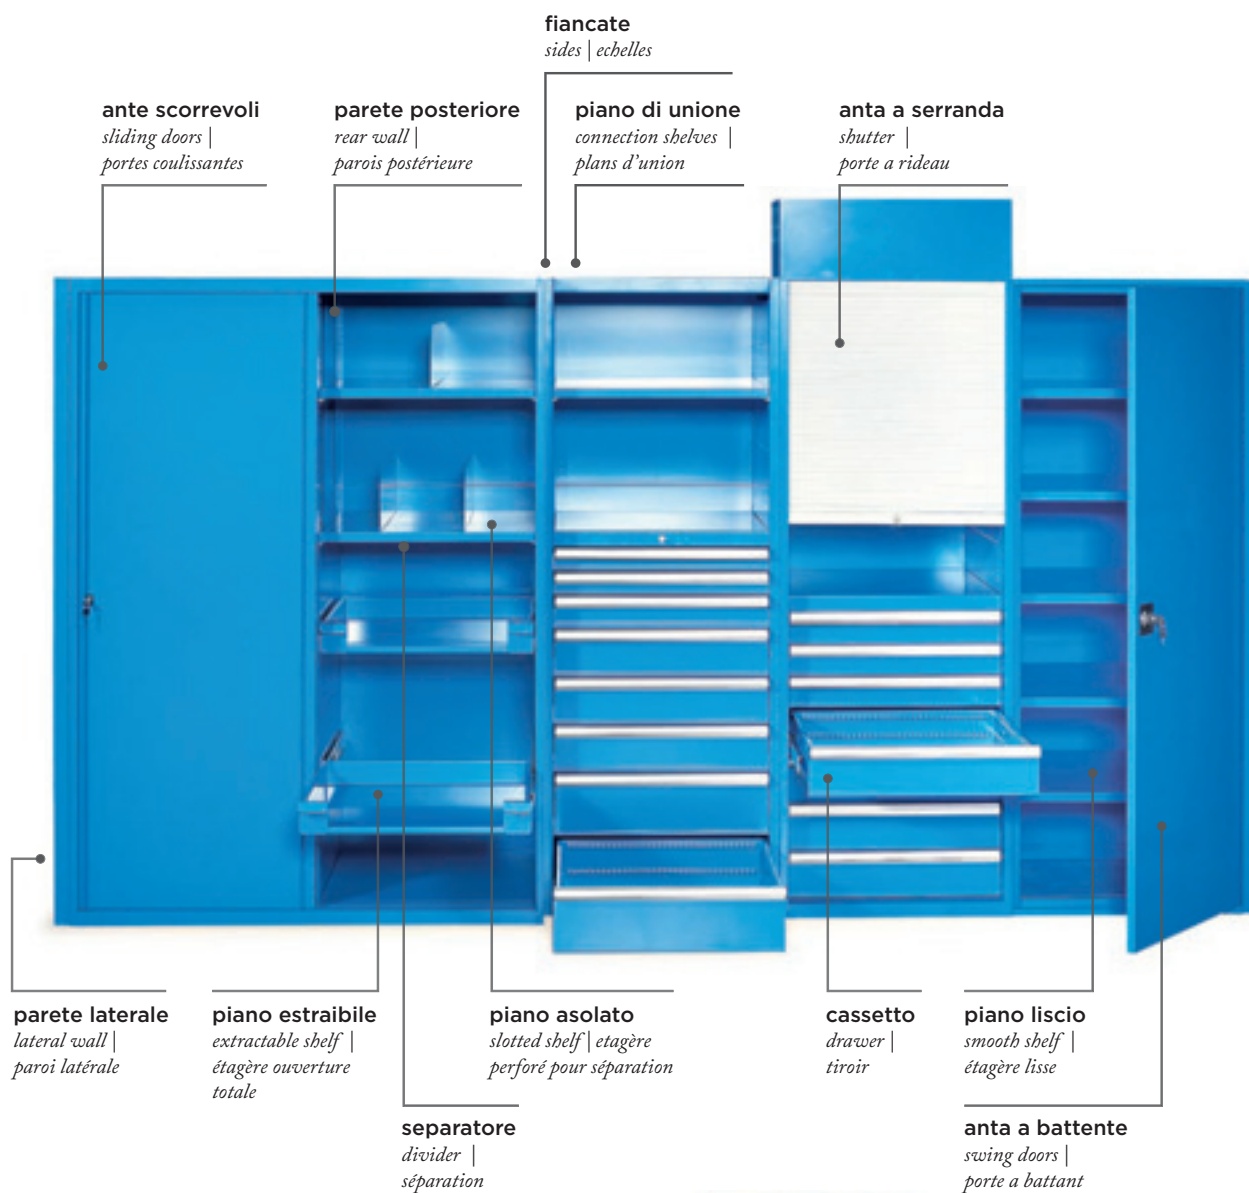 fiancate
sides | echelles
ante scorrevoli
sliding doors |
portes coulissantes
parete posteriore
rear wall |
parois postérieure
piano di unione
connection shelves |
plans d'union
anta a serranda
shutter |
porte a rideau
parete laterale
lateral wall |
paroi latérale
piano estraibile
extractable shelf |
étagère ouverture
totale
piano asolato
slotted shelf | etagère
perforé pour séparation
cassetto
drawer |
tiroir
piano liscio
smooth shelf |
étagère lisse
separatore
divider |
séparation
anta a battente
swing doors |
porte a battant